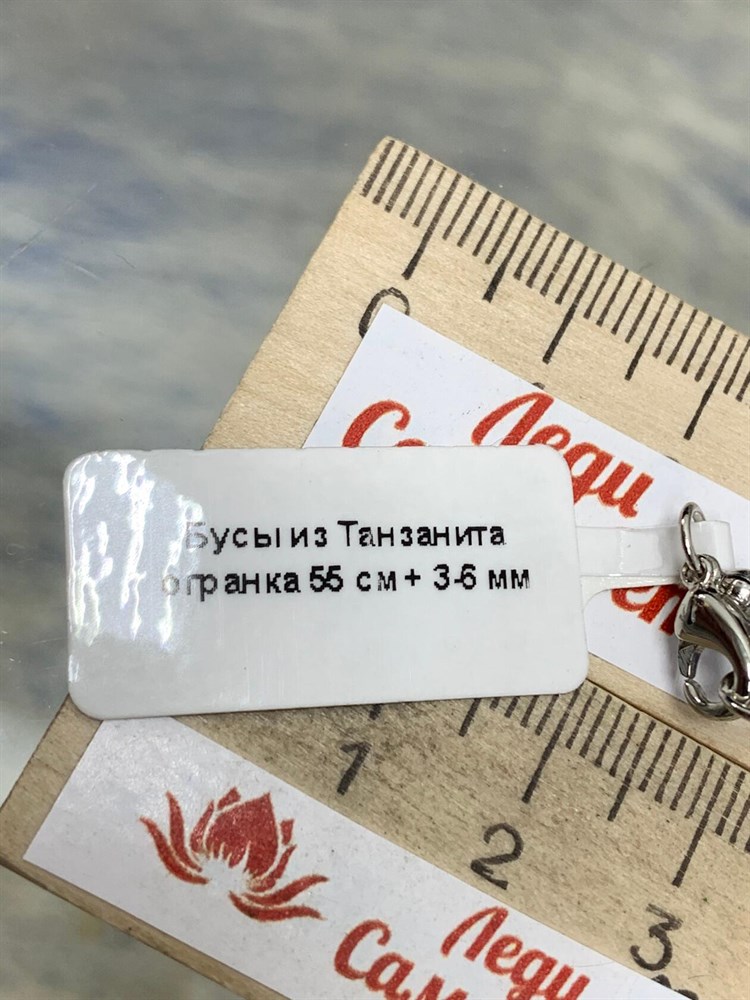 0
Леди
Бусы из Танзанита
огранка 55 см + 3-6 мм
1
2
3
Леди